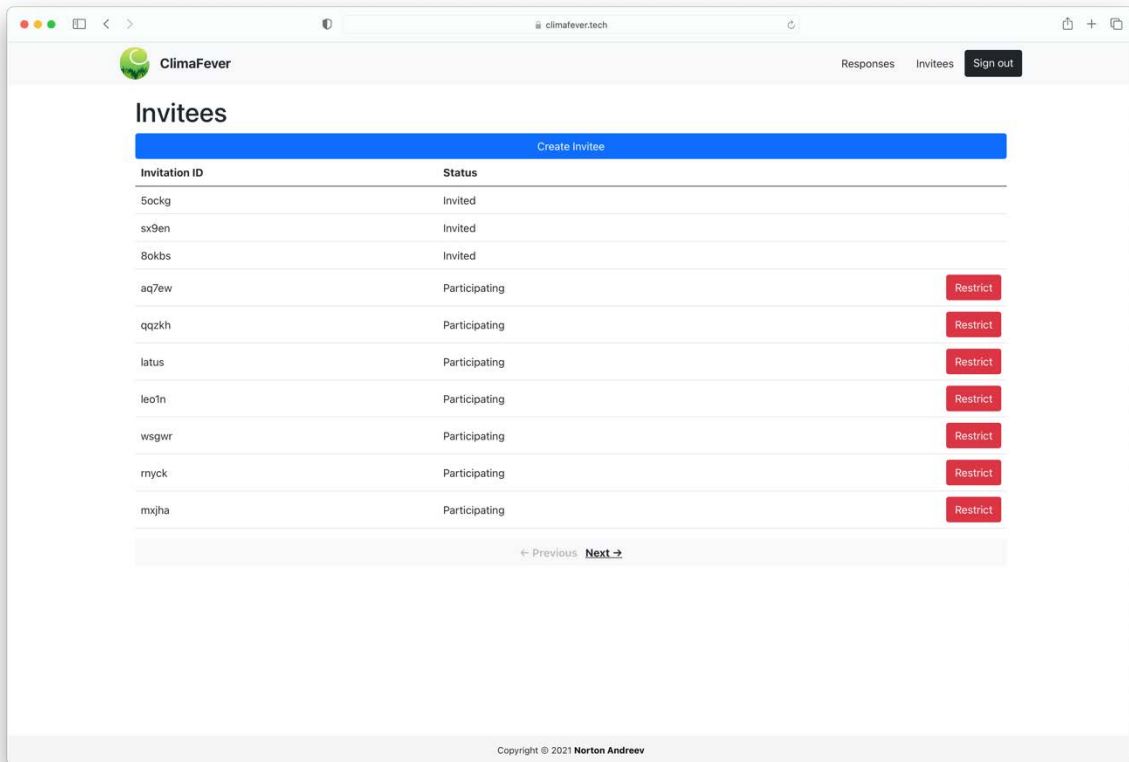 climafever.tech
ClimaFever Responses Invitees Sign out
Invitees
Create Invitee
Invitation ID Status
5ockg Invited
sx9en Invited
8okbs Invited
aq7ew Participating Restrict
qqzkh Participating Restrict
latus Participating Restrict
leo1n Participating Restrict
wsgwr Participating Restrict
rnyck Participating Restrict
mxjha Participating Restrict
← Previous Next →
Copyright © 2021 Norton Andreev